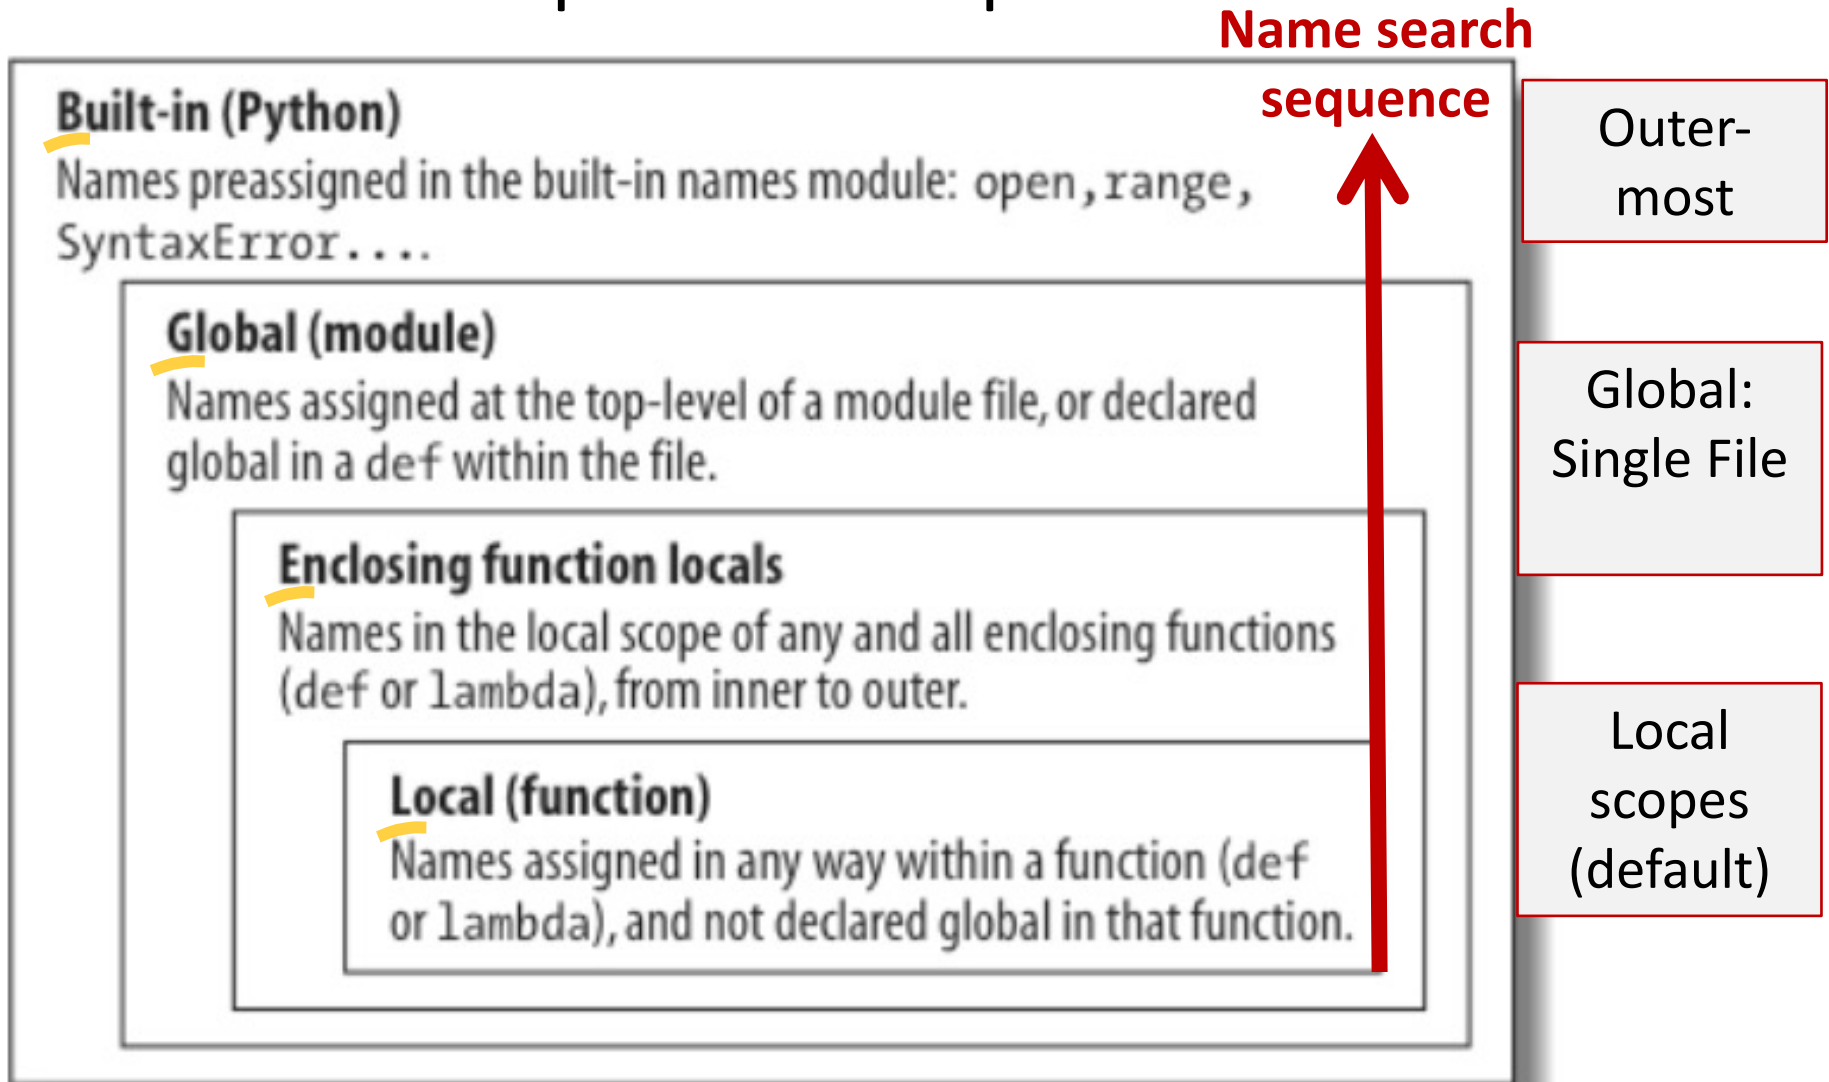 Name search
sequence
Built-in (Python)
Names preassigned in the built-in names module: open,range,
SyntaxError....
Outer-
most
Global (module)
Names assigned at the top-level of a module file, or declared
global in a def within the file.
Global:
Single File
Enclosing function locals
Names in the local scope of any and all enclosing functions
(def or lambda), from inner to outer.
Local (function)
Names assigned in any way within a function (def
or lambda), and not declared global in that function.
Local
scopes
(default)